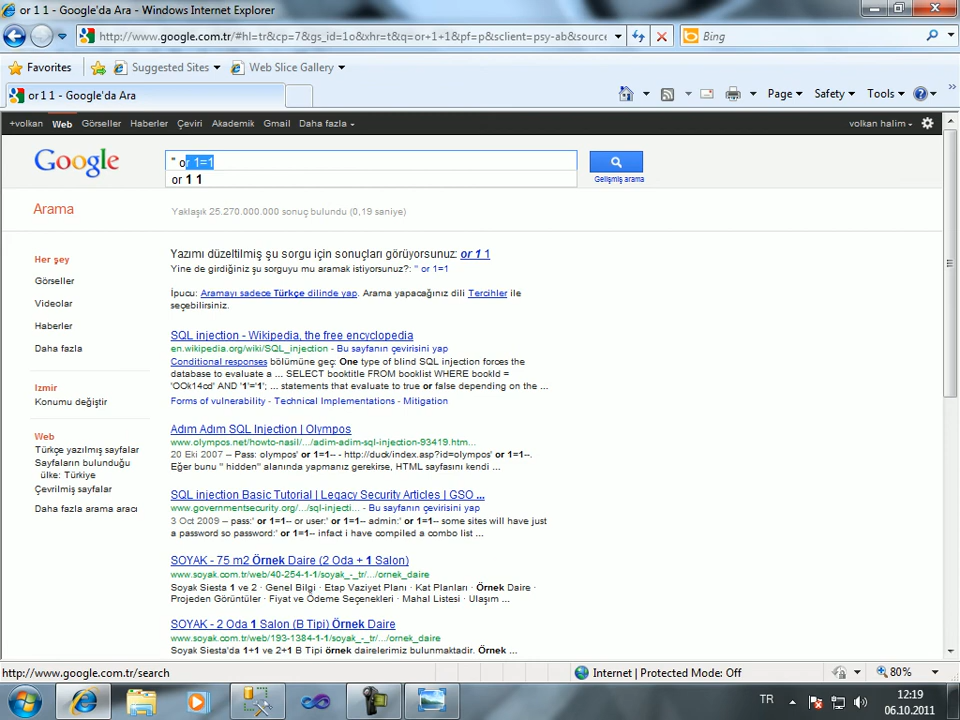 or 1 1 - Google'da Ara - Windows Internet Explorer
http://www.google.com.tr/#hl=tr&cp=7&gs_id=1o&xhr=t&q=or+1+1&pf=p&sclient=psy-ab&source
Bing
Favorites
Suggested Sites
Web Slice Gallery
or 1 1 - Google'da Ara
Page
Safety
Tools
+volkan Web Görseller Haberler Çeviri Akademik Gmail Daha fazla
volkan halim
Google
" or 1=1
or 1 1
Gelişmiş arama
Arama
Yaklaşık 25.270.000.000 sonuç bulundu (0,19 saniye)
Her şey
Görseller
Videolar
Haberler
Daha fazla
Izmir
Konumu değiştir
Web
Türkçe yazılmış sayfalar
Sayfaların bulunduğu
ülke: Türkiye
Çevrilmiş sayfalar
Daha fazla arama aracı
Yazımı düzeltilmiş şu sorgu için sonuçları görüyorsunuz: or 1 1
Yine de girdiğiniz şu sorguyu mu aramak istiyorsunuz?: " or 1=1
İpucu: Aramayı sadece Türkçe dilinde yap. Arama yapacağınız dili Tercihler ile
seçebilirsiniz.
SQL injection - Wikipedia, the free encyclopedia
en.wikipedia.org/wiki/SQL_injection - Bu sayfanın çevirisini yap
Conditional responses bölümüne geç: One type of blind SQL injection forces the
database to evaluate a ... SELECT booktitle FROM booklist WHERE bookId =
'OOk14cd' AND '1'='1'; ... statements that evaluate to true or false depending on the ...
Forms of vulnerability - Technical Implementations - Mitigation
Adım Adım SQL Injection | Olympos
www.olympos.net/howto-nasil/.../adim-adim-sql-injection-93419.htm...
20 Eki 2007 – Pass: olympos' or 1=1-- - http://duck/index.asp?id=olympos' or 1=1--.
Eğer bunu " hidden" alanında yapmanız gerekirse, HTML sayfasını kendi ...
SQL injection Basic Tutorial | Legacy Security Articles | GSO ...
www.governmentsecurity.org/.../sql-injecti... - Bu sayfanın çevirisini yap
3 Oct 2009 – pass:' or 1=1-- or user:' or 1=1-- admin:' or 1=1-- some sites will have just
a password so password:' or 1=1-- infact i have compiled a combo list ...
SOYAK - 75 m2 Örnek Daire (2 Oda + 1 Salon)
www.soyak.com.tr/web/40-254-1-1/soyak_-_tr/.../ornek_daire
Soyak Siesta 1 ve 2 · Genel Bilgi · Etap Vaziyet Planı · Kat Planları · Örnek Daire ·
Projeden Görüntüler · Fiyat ve Ödeme Seçenekleri · Mahal Listesi · Ulaşım ...
SOYAK - 2 Oda 1 Salon (B Tipi) Örnek Daire
www.soyak.com.tr/web/193-1384-1-1/soyak_-_tr/.../ornek_daire
Soyak Siesta'da 1+1 ve 2+1 B Tipi örnek dairelerimiz bulunmaktadır. Örnek ...
http://www.google.com.tr/search
Internet | Protected Mode: Off
80%
TR
12:19
06.10.2011